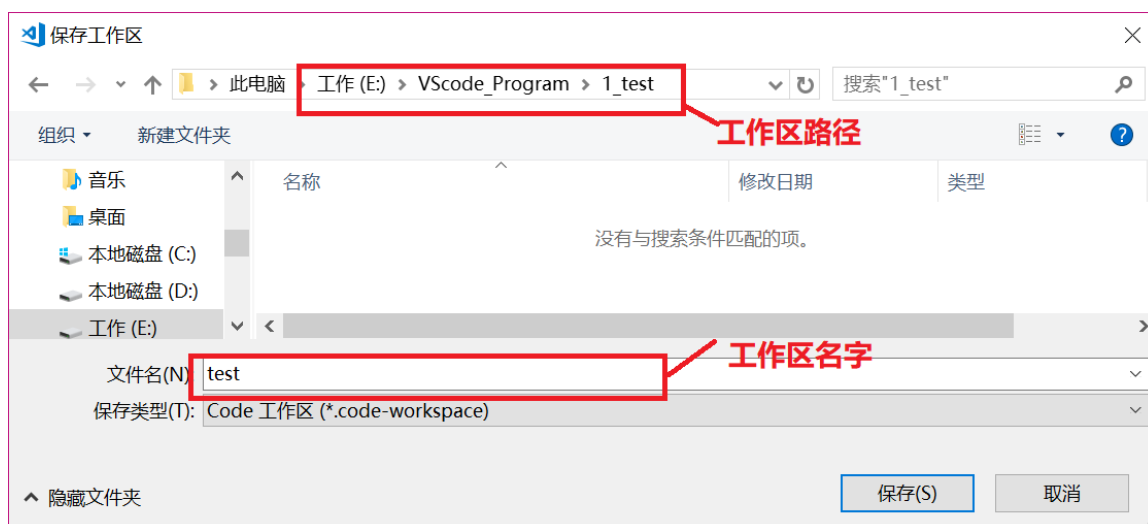 保存工作区
此电脑 工作 (E:) VScode_Program 1_test 搜索"1_test"
组织 新建文件夹 工作区路径
音乐 名称 修改日期 类型
桌面
没有与搜索条件匹配的项。
本地磁盘 (C:)
本地磁盘 (D:)
工作 (E:)
工作区名字
文件名(N) test
保存类型(T): Code 工作区 (*.code-workspace)
隐藏文件夹 保存(S) 取消